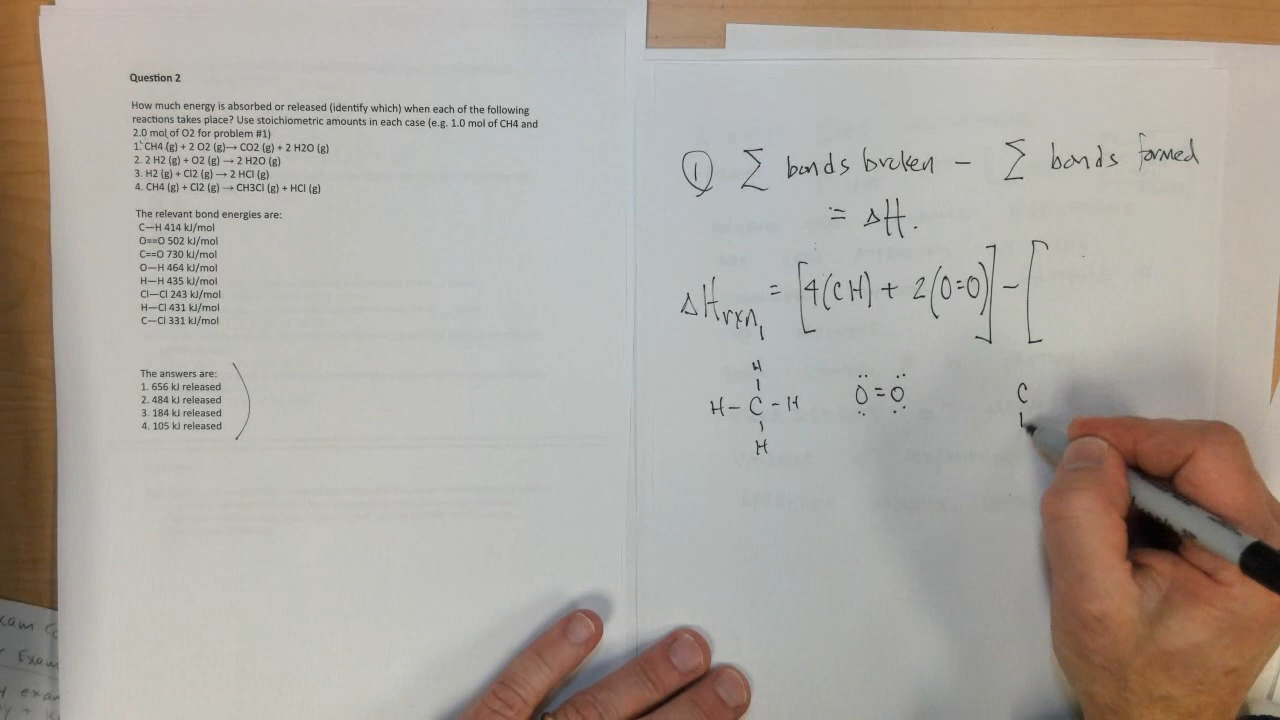 Question 2
How much energy is absorbed or released (identify which) when each of the following
reactions takes place? Use stoichiometric amounts in each case (e.g. 1.0 mol of CH4 and
2.0 mol of O2 for problem #1)
1. CH4 (g) + 2 O2 (g)→ CO2 (g) + 2 H2O (g)
2. 2 H2 (g) + O2 (g) → 2 H2O (g)
3. H2 (g) + Cl2 (g) → 2 HCl (g)
4. CH4 (g) + Cl2 (g) → CH3Cl (g) + HCl (g)
The relevant bond energies are:
C—H 414 kJ/mol
O==O 502 kJ/mol
C==O 730 kJ/mol
O—H 464 kJ/mol
H—H 435 kJ/mol
Cl—Cl 243 kJ/mol
H—Cl 431 kJ/mol
C—Cl 331 kJ/mol
The answers are:
1. 656 kJ released
2. 484 kJ released
3. 184 kJ released
4. 105 kJ released
① Σ bonds broken - Σ bonds formed
= ΔH.
ΔHrxn1 = [4(CH) + 2(O=O)] - [
H
H-C-H
H
O=O
C
Exam